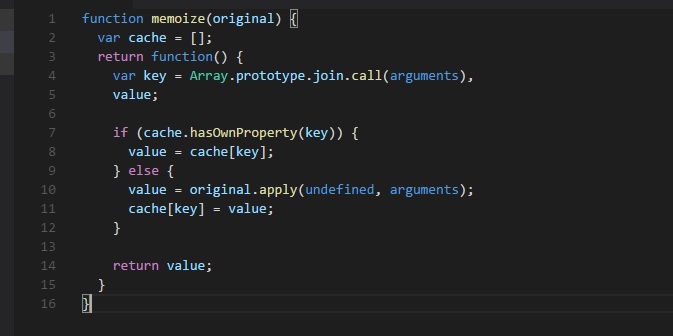 1 function memoize(original) {
2   var cache = [];
3   return function() {
4     var key = Array.prototype.join.call(arguments),
5     value;
6
7     if (cache.hasOwnProperty(key)) {
8       value = cache[key];
9     } else {
10       value = original.apply(undefined, arguments);
11       cache[key] = value;
12     }
13
14     return value;
15   }
16 }